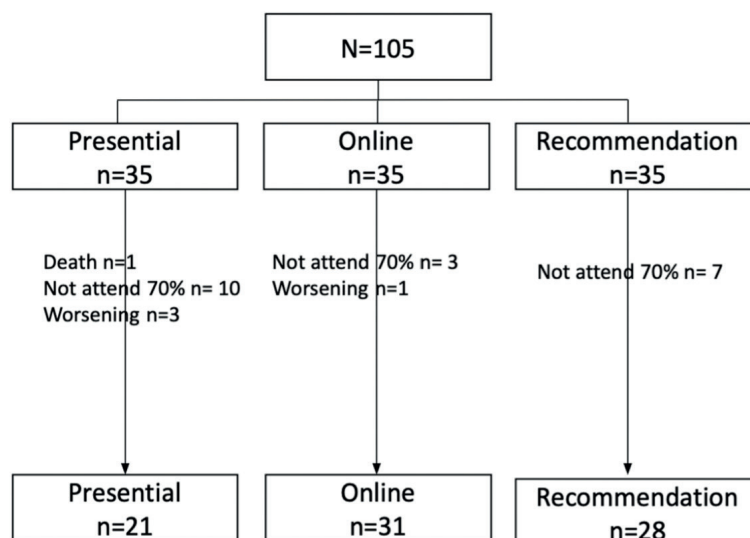 N=105
Presential
n=35
Online
n=35
Recommendation
n=35
Death n=1
Not attend 70% n= 10
Worsening n=3
Not attend 70% n= 3
Worsening n=1
Not attend 70% n= 7
Presential
n=21
Online
n=31
Recommendation
n=28